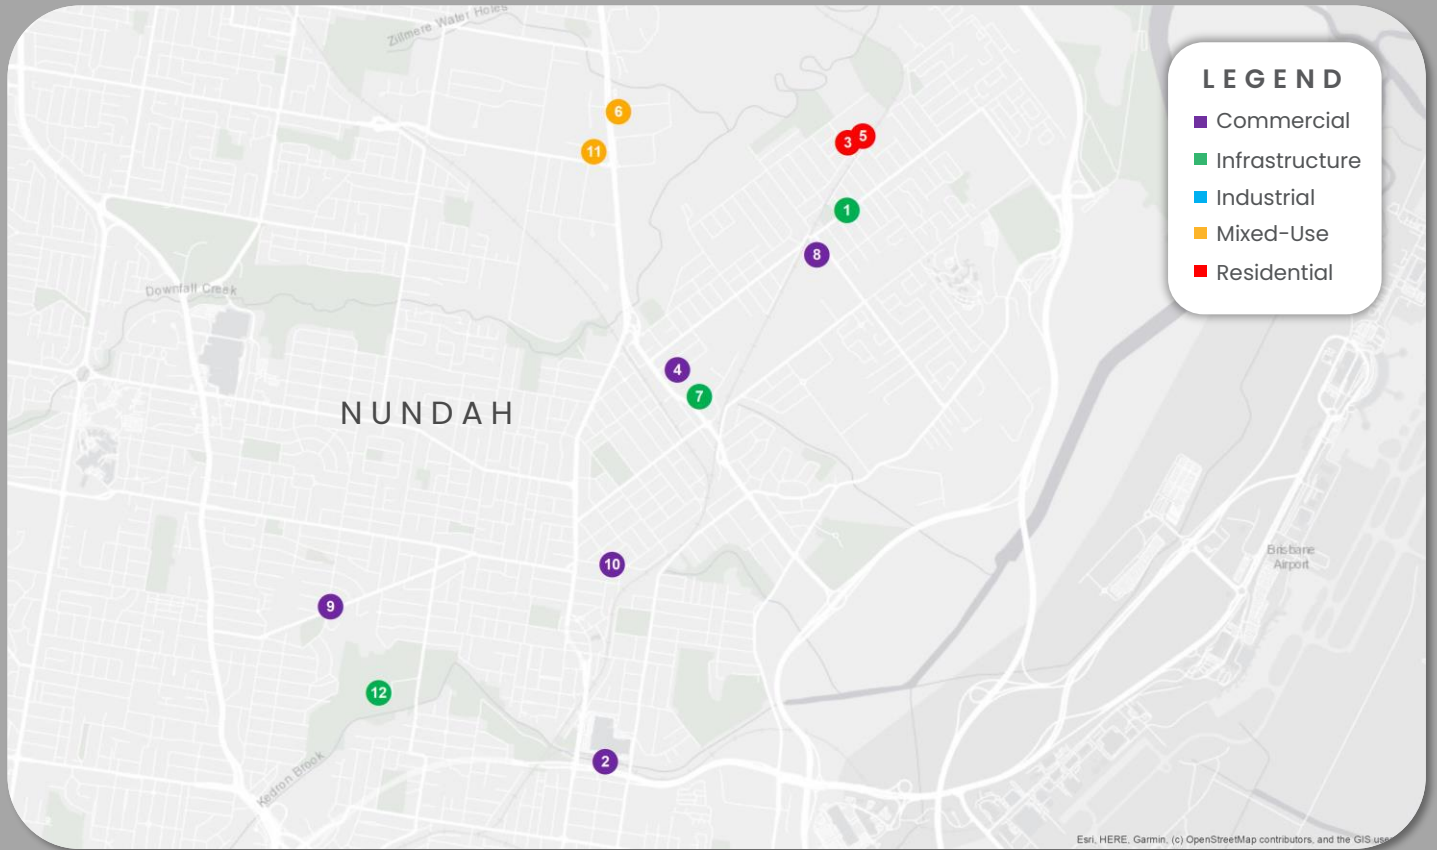 Zillmere Water Holes
LEGEND
Commercial
Infrastructure
Industrial
Mixed-Use
Residential
6
11
5
3
1
8
Downfall Creek
4
7
NUNDAH
10
Brisbane
Airport
9
12
2
Kedron Brook
Esri, HERE, Garmin, (c) OpenStreetMap contributors, and the GIS